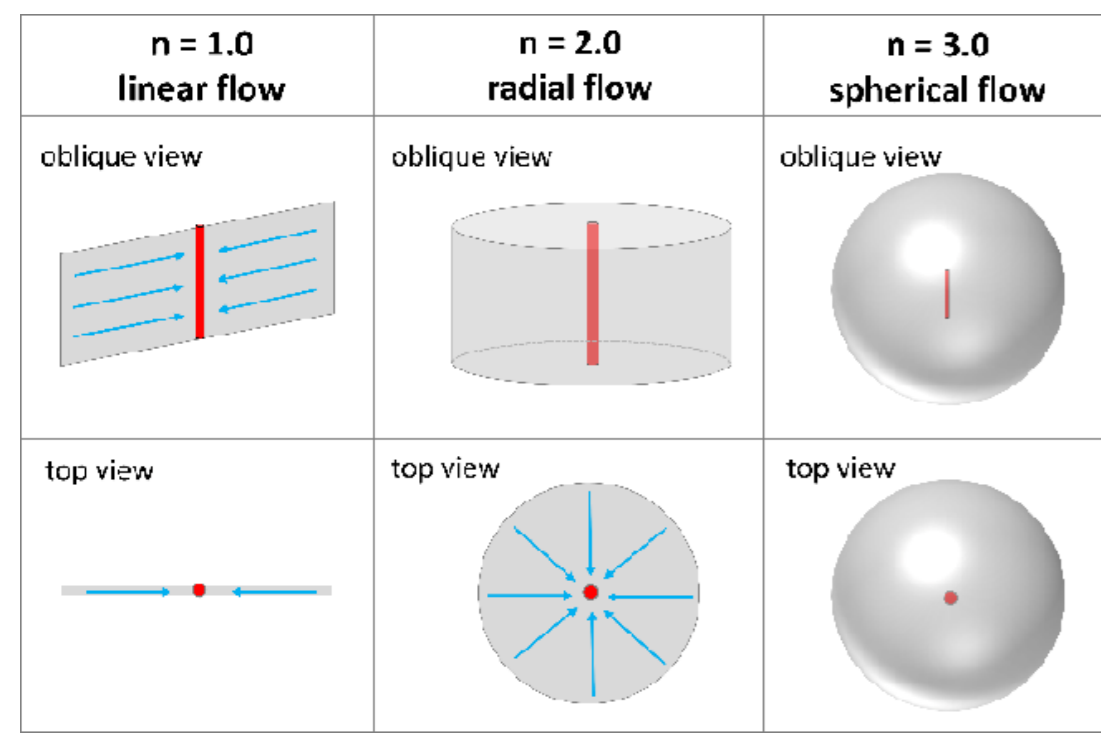 n = 1.0
linear flow
n = 2.0
radial flow
n = 3.0
spherical flow
oblique view
oblique view
oblique view
top view
top view
top view